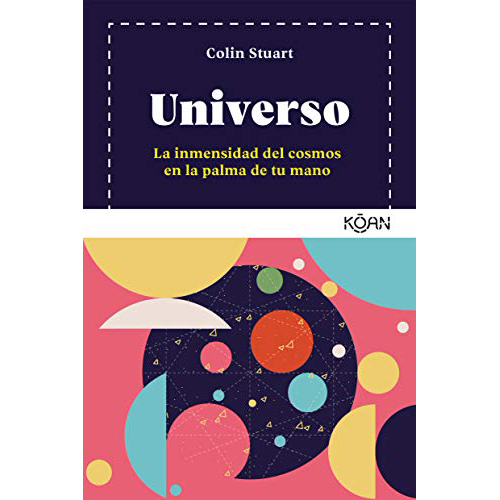 Colin Stuart
Universo
La inmensidad del cosmos
en la palma de tu mano
KŌAN